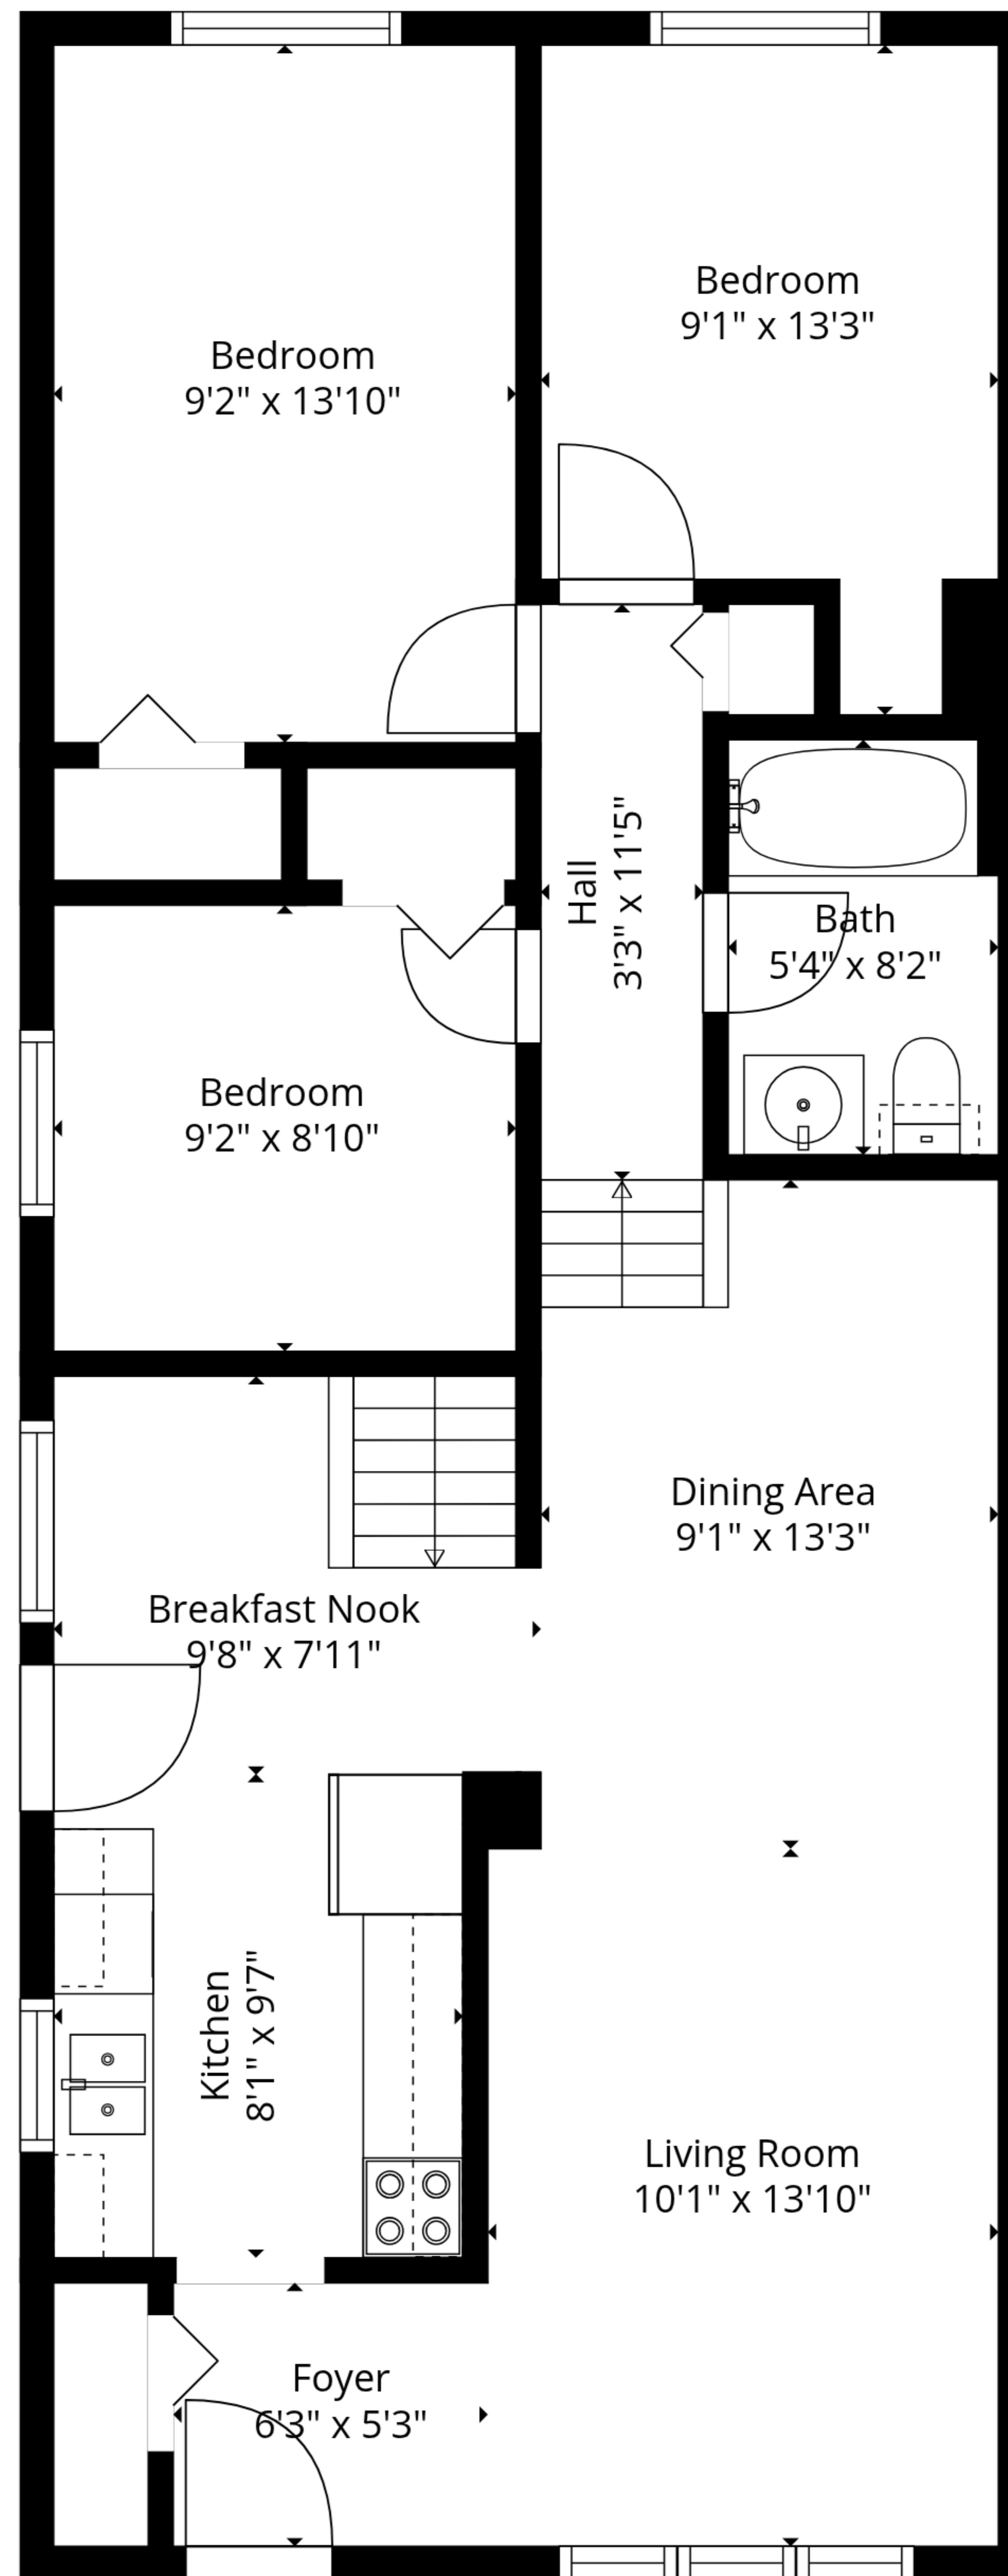 Bedroom
9'1" x 13'3"
Bedroom
9'2" x 13'10"
Hall
3'3" x 11'5"
Bath
5'4" x 8'2"
Bedroom
9'2" x 8'10"
Dining Area
9'1" x 13'3"
Breakfast Nook
9'8" x 7'11"
Kitchen
8'1" x 9'7"
Living Room
10'1" x 13'10"
Foyer
6'3" x 5'3"